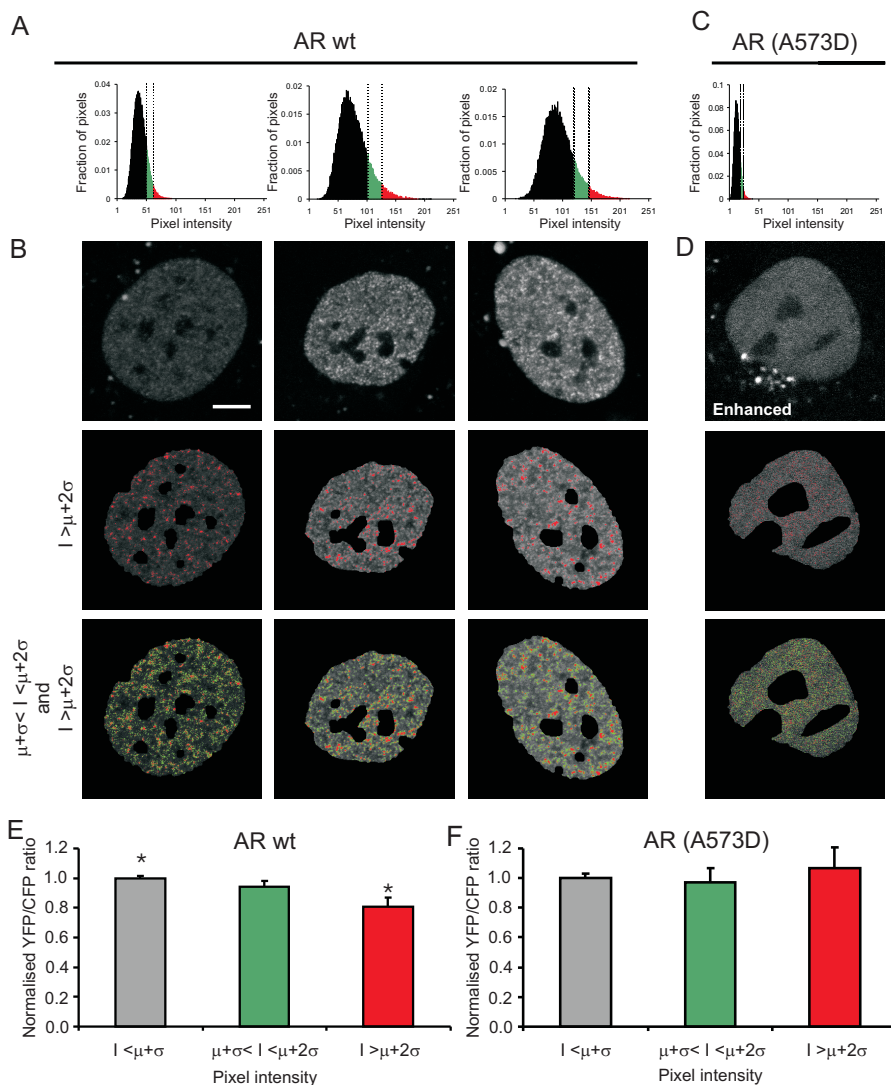 A
AR wt
C
AR (A573D)
Fraction of pixels
0.04
0.03
0.02
0.01
0
1 51 101 151 201 251
Pixel intensity
Fraction of pixels
0.02
0.015
0.01
0.005
0
1 51 101 151 201 251
Pixel intensity
Fraction of pixels
0.02
0.015
0.01
0.005
0
1 51 101 151 201 251
Pixel intensity
Fraction of pixels
0.1
0.08
0.06
0.04
0.02
0
1 51 101 151 201 251
Pixel intensity
B
D
Enhanced
I >μ+2σ
μ+σ< I <μ+2σ
and
I >μ+2σ
E
AR wt
Normalised YFP/CFP ratio
1.2
1.0
0.8
0.6
0.4
0.2
0.0
*
*
I <μ+σ
μ+σ< I <μ+2σ
I >μ+2σ
Pixel intensity
F
AR (A573D)
Normalised YFP/CFP ratio
1.2
1.0
0.8
0.6
0.4
0.2
0.0
I <μ+σ
μ+σ< I <μ+2σ
I >μ+2σ
Pixel intensity